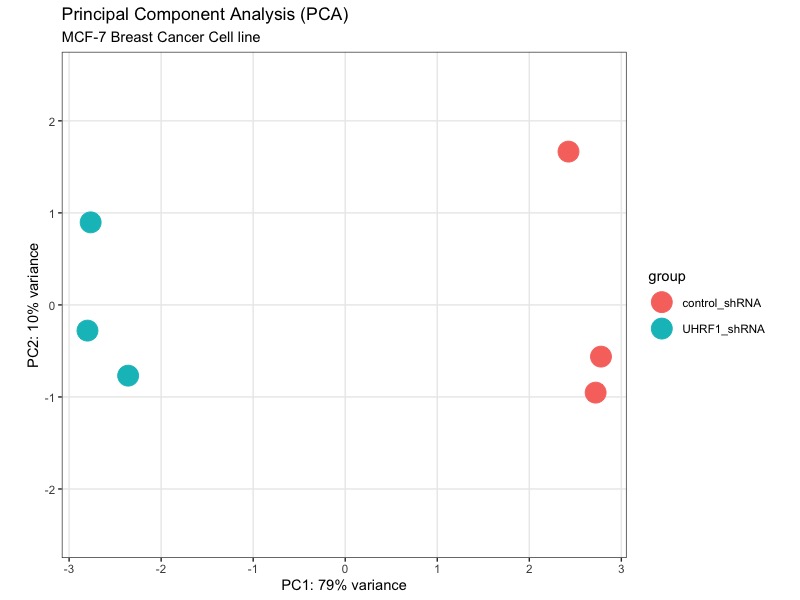 Principal Component Analysis (PCA)
MCF-7 Breast Cancer Cell line
2
1
0
-1
-2
PC2: 10% variance
-3
-2
-1
0
1
2
3
PC1: 79% variance
group
control_shRNA
UHRF1_shRNA